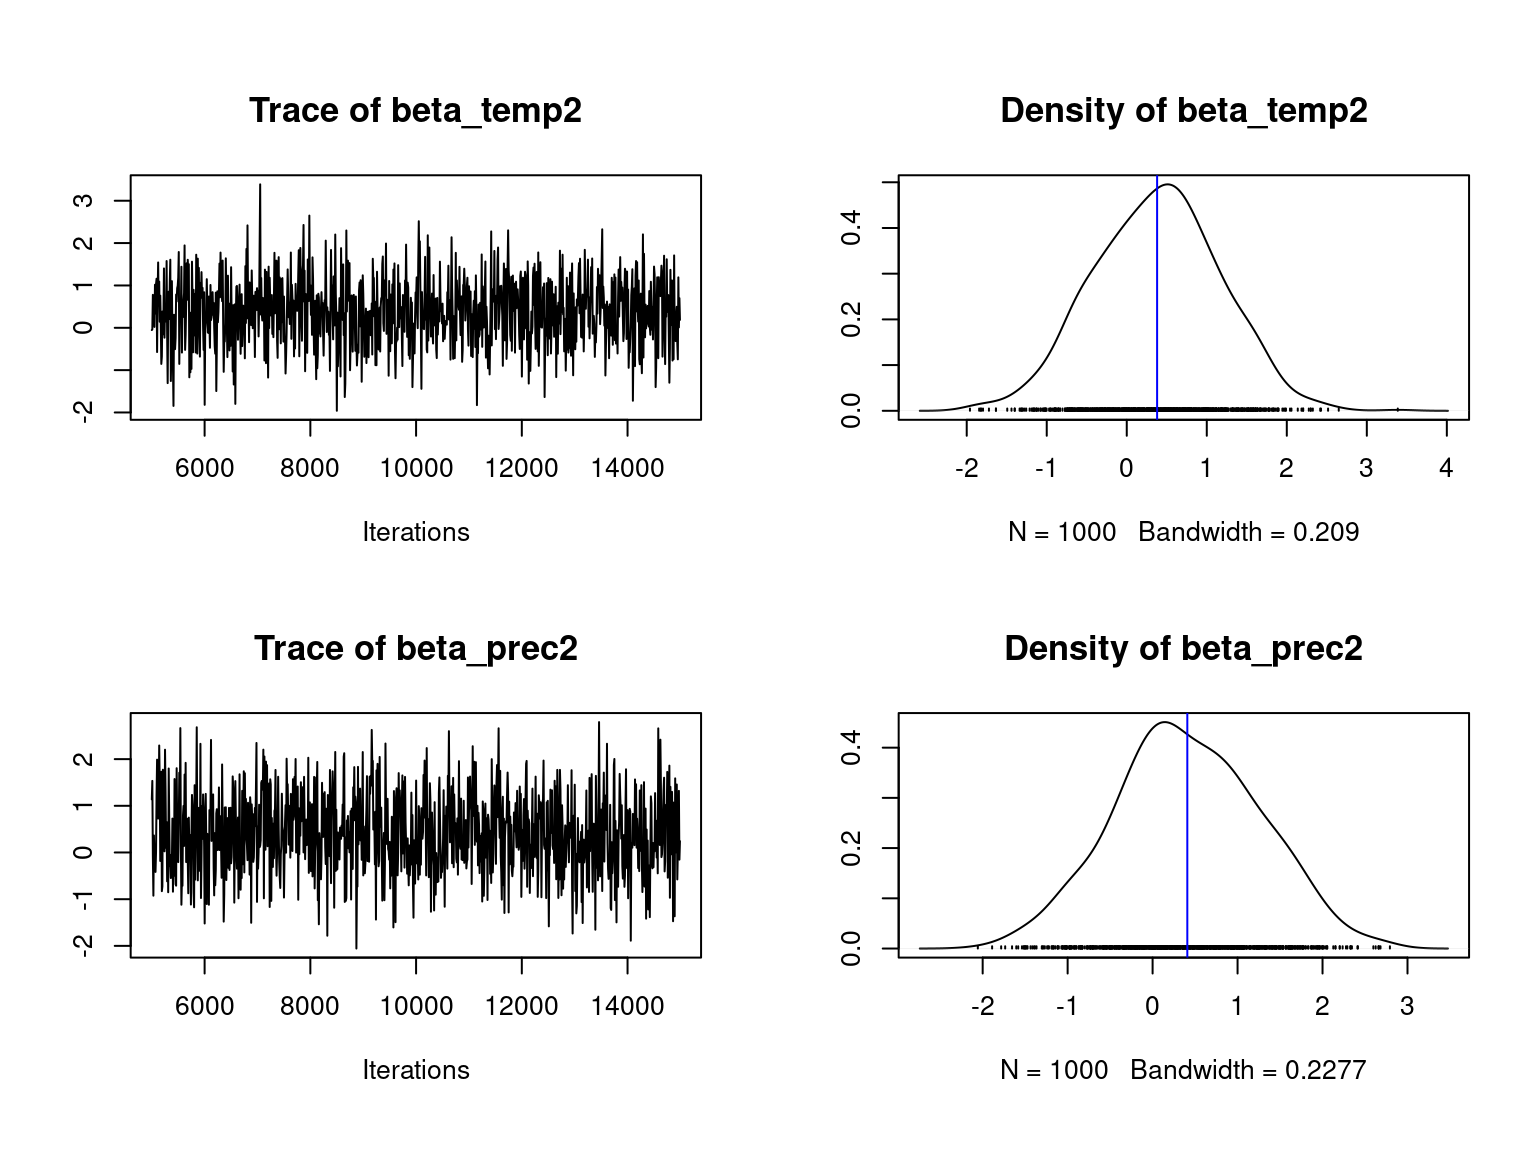 Trace of beta_temp2
3
2
1
0
-2
6000 8000 10000 12000 14000
Iterations
Density of beta_temp2
0.4
0.2
0.0
-2 -1 0 1 2 3 4
N = 1000 Bandwidth = 0.209
Trace of beta_prec2
2
1
0
-1
-2
6000 8000 10000 12000 14000
Iterations
Density of beta_prec2
0.4
0.2
0.0
-2 -1 0 1 2 3
N = 1000 Bandwidth = 0.2277